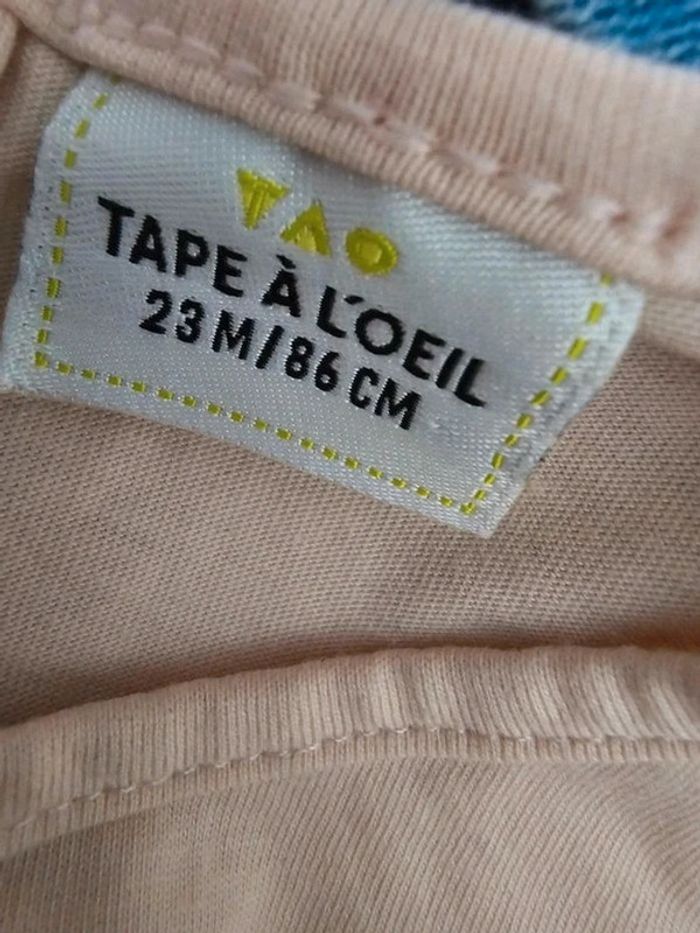 TAO
TAPE À L'OEIL
23 M/86 CM